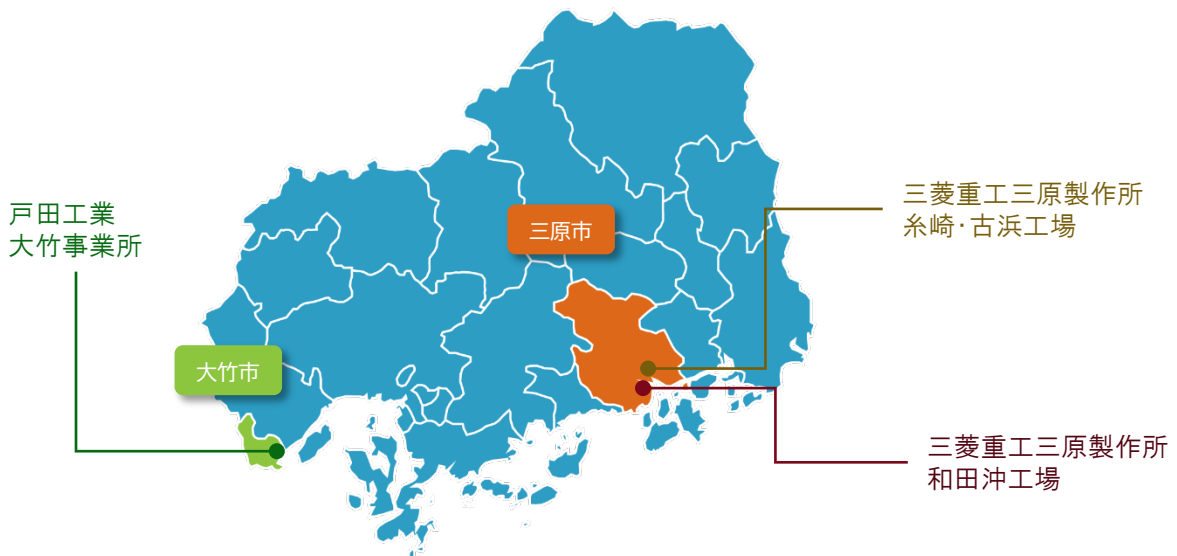 戸田工業
大竹事業所
三原市
大竹市
三菱重工三原製作所
糸崎・古浜工場
三菱重工三原製作所
和田沖工場